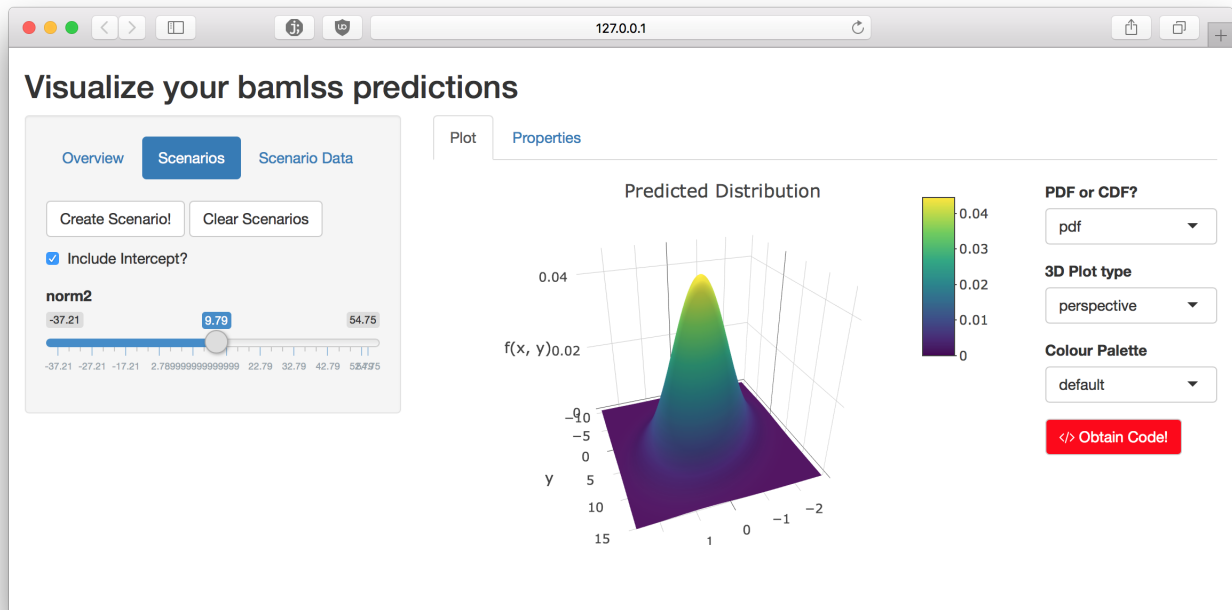 127.0.0.1
Visualize your bamlss predictions
Overview Scenarios Scenario Data
Create Scenario! Clear Scenarios
Include Intercept?
norm2
-37.21 9.79 54.75
-37.21 -27.21 -17.21 2.789999999999999 22.79 32.79 42.79
Plot Properties
Predicted Distribution
0.04
f(x, y)
0.02
0
−10
−5
0
y
5
10
15
1
0
−1
−2
0.04
0.03
0.02
0.01
0
PDF or CDF?
pdf
3D Plot type
perspective
Colour Palette
default
</> Obtain Code!